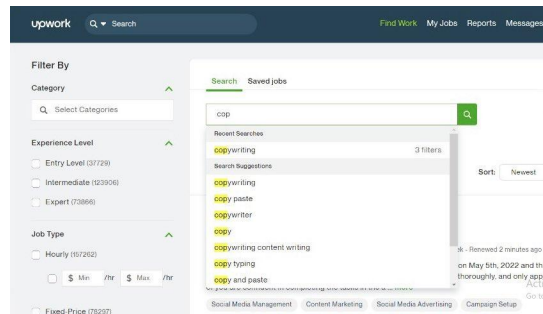 upwork Search Find Work My Jobs Reports Messages
Filter By
Category
Select Categories
Experience Level
Entry Level (37729)
Intermediate (123906)
Expert (73866)
Job Type
Hourly (157262)
$ Min /hr $ Max /hr
Fixed-Price (78297)
Search Saved jobs
cop
Recent Searches
copywriting 3 filters
Search Suggestions
copywriting
copy paste
copywriter
copy
copywriting content writing
copy typing
copy and paste
Sort: Newest
- Renewed 2 minutes ago
on May 5th, 2022 and th
thoroughly, and only app
more
Social Media Management Content Marketing Social Media Advertising Campaign Setup
Go to